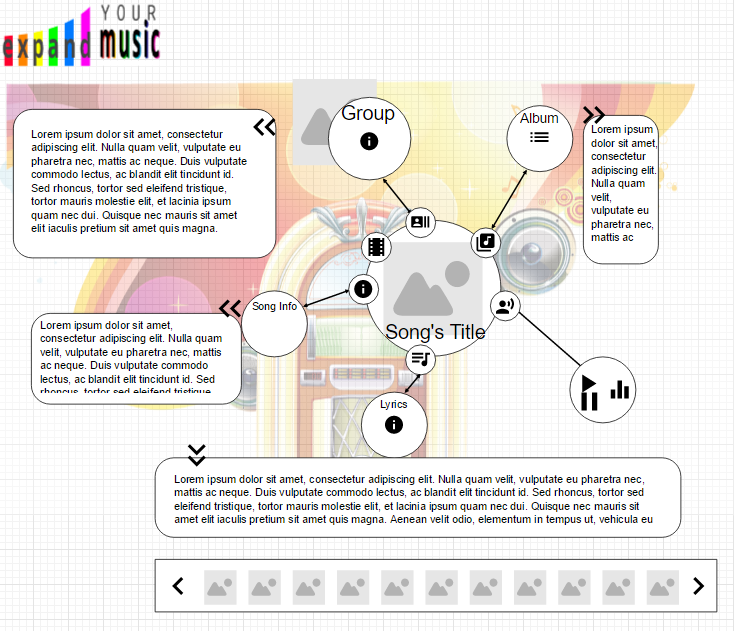 YOUR
expand music
Group
Album
Lorem ipsum dolor sit amet, consectetur
adipiscing elit. Nulla quam velit, vulputate eu
pharetra nec, mattis ac neque. Duis vulputate
commodo lectus, ac blandit elit tincidunt id.
Sed rhoncus, tortor sed eleifend tristique,
tortor mauris molestie elit, et lacinia ipsum
quam nec dui. Quisque nec mauris sit amet
elit iaculis pretium sit amet quis magna.
Lorem ipsum
dolor sit amet,
consectetur
adipiscing elit.
Nulla quam
velit,
vulputate eu
pharetra nec,
mattis ac
Song Info
Song's Title
Lorem ipsum dolor sit amet,
consectetur adipiscing elit. Nulla quam
velit, vulputate eu pharetra nec, mattis
ac neque. Duis vulputate commodo
lectus, ac blandit elit tincidunt id. Sed
rhoncus, tortor sed eleifend tristique,
Lyrics
Lorem ipsum dolor sit amet, consectetur adipiscing elit. Nulla quam velit, vulputate eu pharetra nec,
mattis ac neque. Duis vulputate commodo lectus, ac blandit elit tincidunt id. Sed rhoncus, tortor sed
eleifend tristique, tortor mauris molestie elit, et lacinia ipsum quam nec dui. Quisque nec mauris sit
amet elit iaculis pretium sit amet quis magna. Aenean velit odio, elementum in tempus ut, vehicula eu